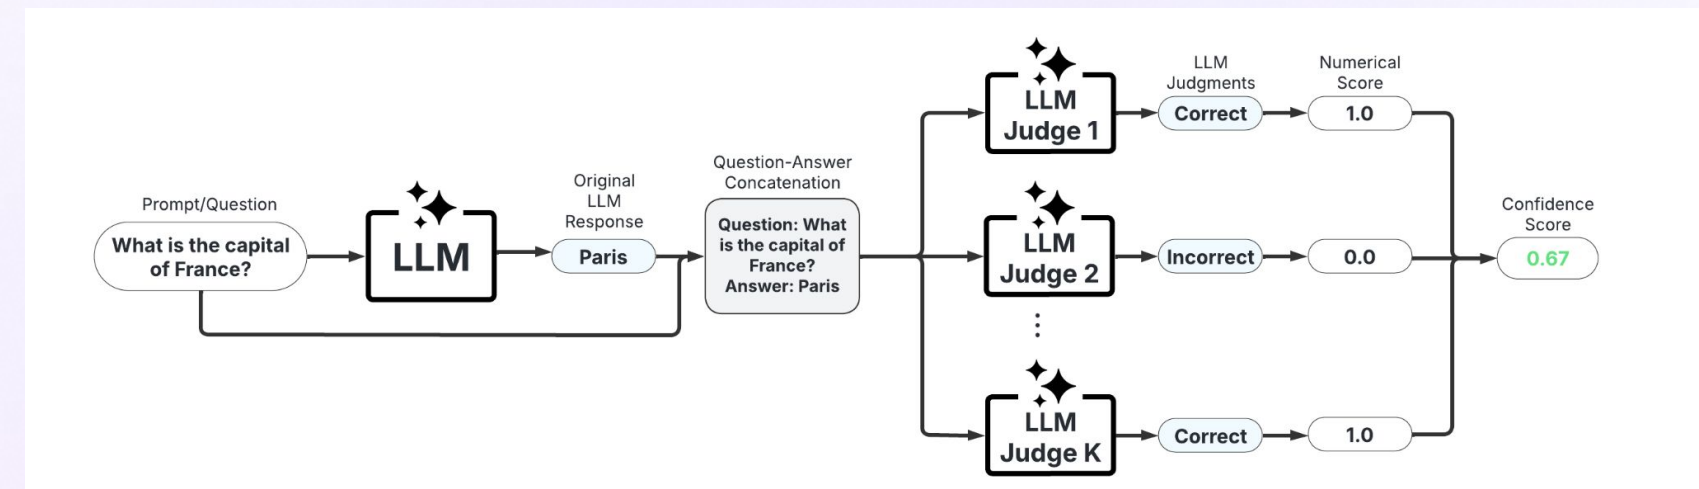 Prompt/Question
What is the capital
of France?
LLM
Original
LLM
Response
Paris
Question-Answer
Concatenation
Question: What
is the capital of
France?
Answer: Paris
LLM
Judge 1
LLM
Judgments
Correct
Numerical
Score
1.0
LLM
Judge 2
Incorrect
0.0
LLM
Judge K
Correct
1.0
Confidence
Score
0.67